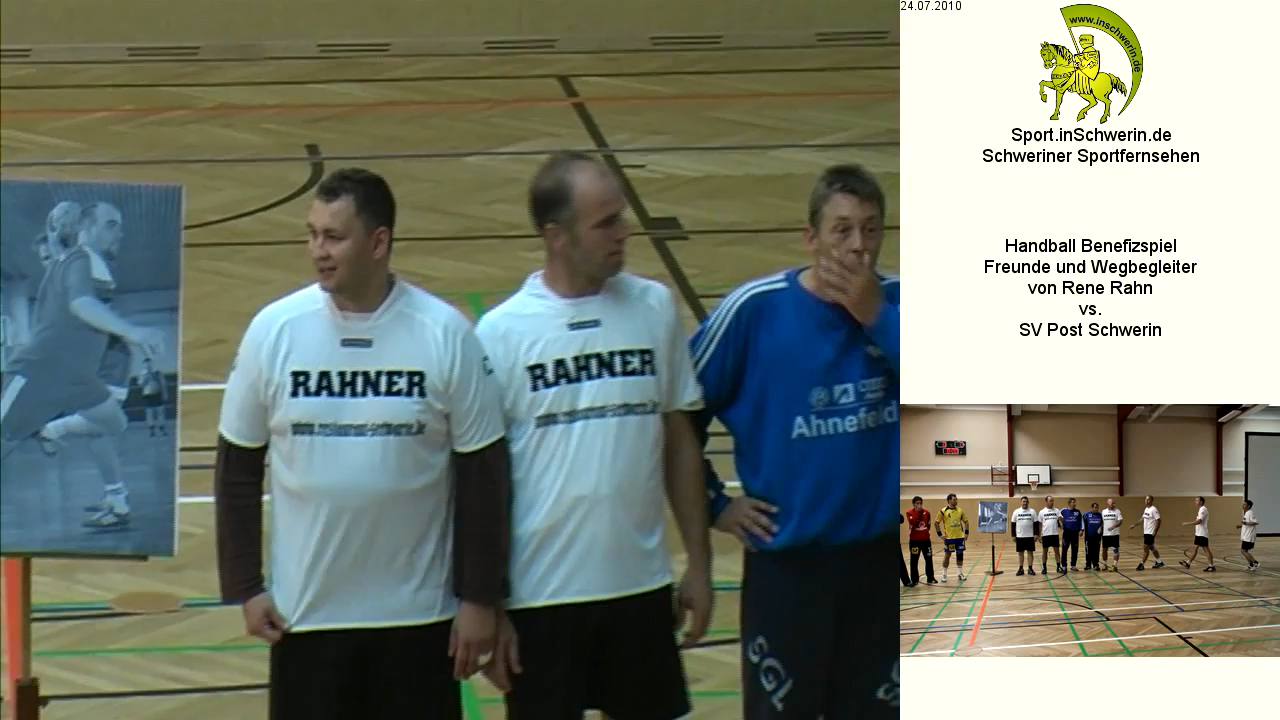 24.07.2010
www.inschwerin.de
Sport.inSchwerin.de
Schweriner Sportfernsehen
Handball Benefizspiel
Freunde und Wegbegleiter
von Rene Rahn
vs.
SV Post Schwerin
RAHNER
RAHNER
Ahnefeld
SGL